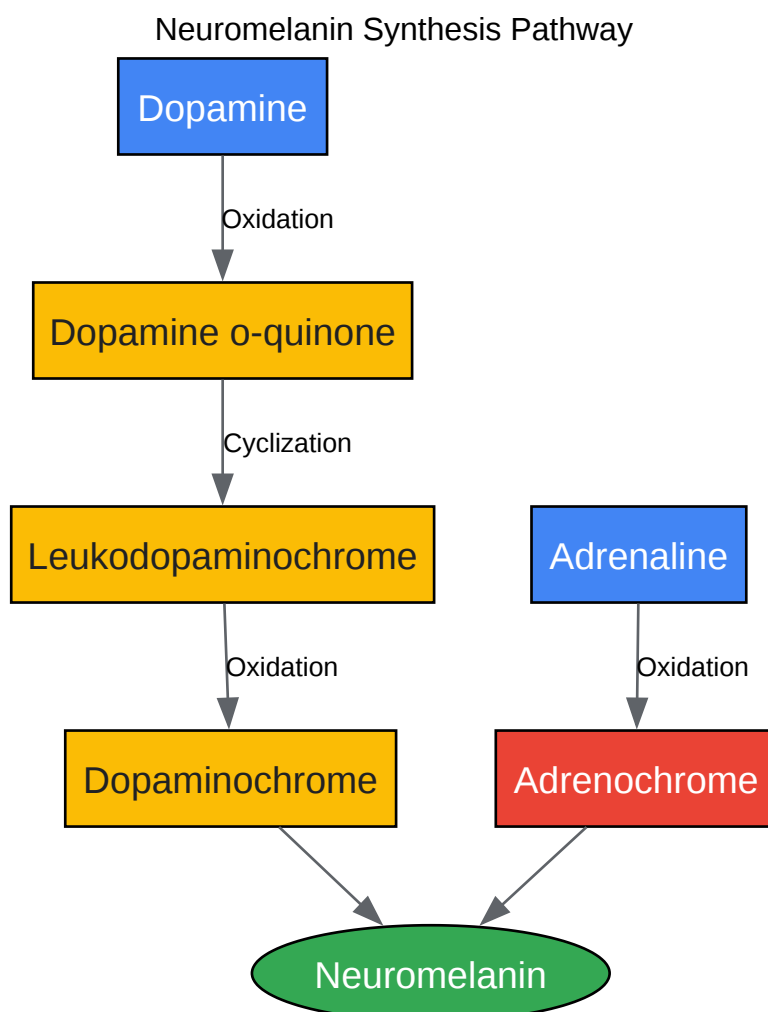 Neuromelanin Synthesis Pathway
Dopamine
Oxidation
Dopamine o-quinone
Cyclization
Leukodopaminochrome
Adrenaline
Oxidation
Oxidation
Dopaminochrome
Adrenochrome
Neuromelanin